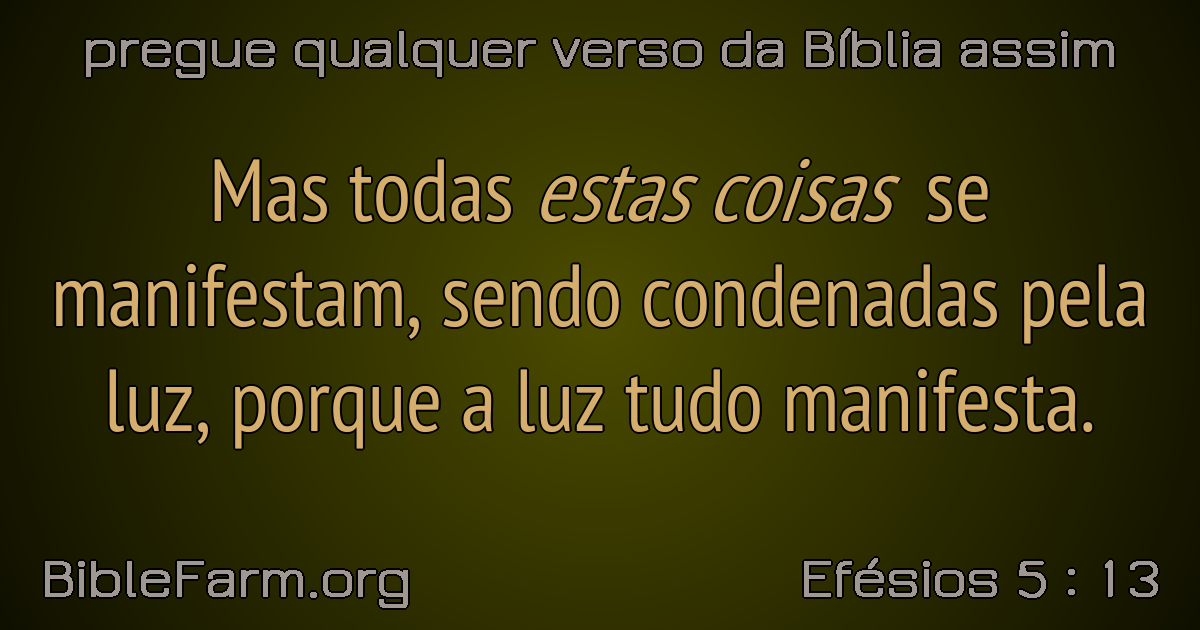 pregue qualquer verso da Bíblia assim
Mas todas estas coisas se
manifestam, sendo condenadas pela
luz, porque a luz tudo manifesta.
BibleFarm.org
Efésios 5 : 13